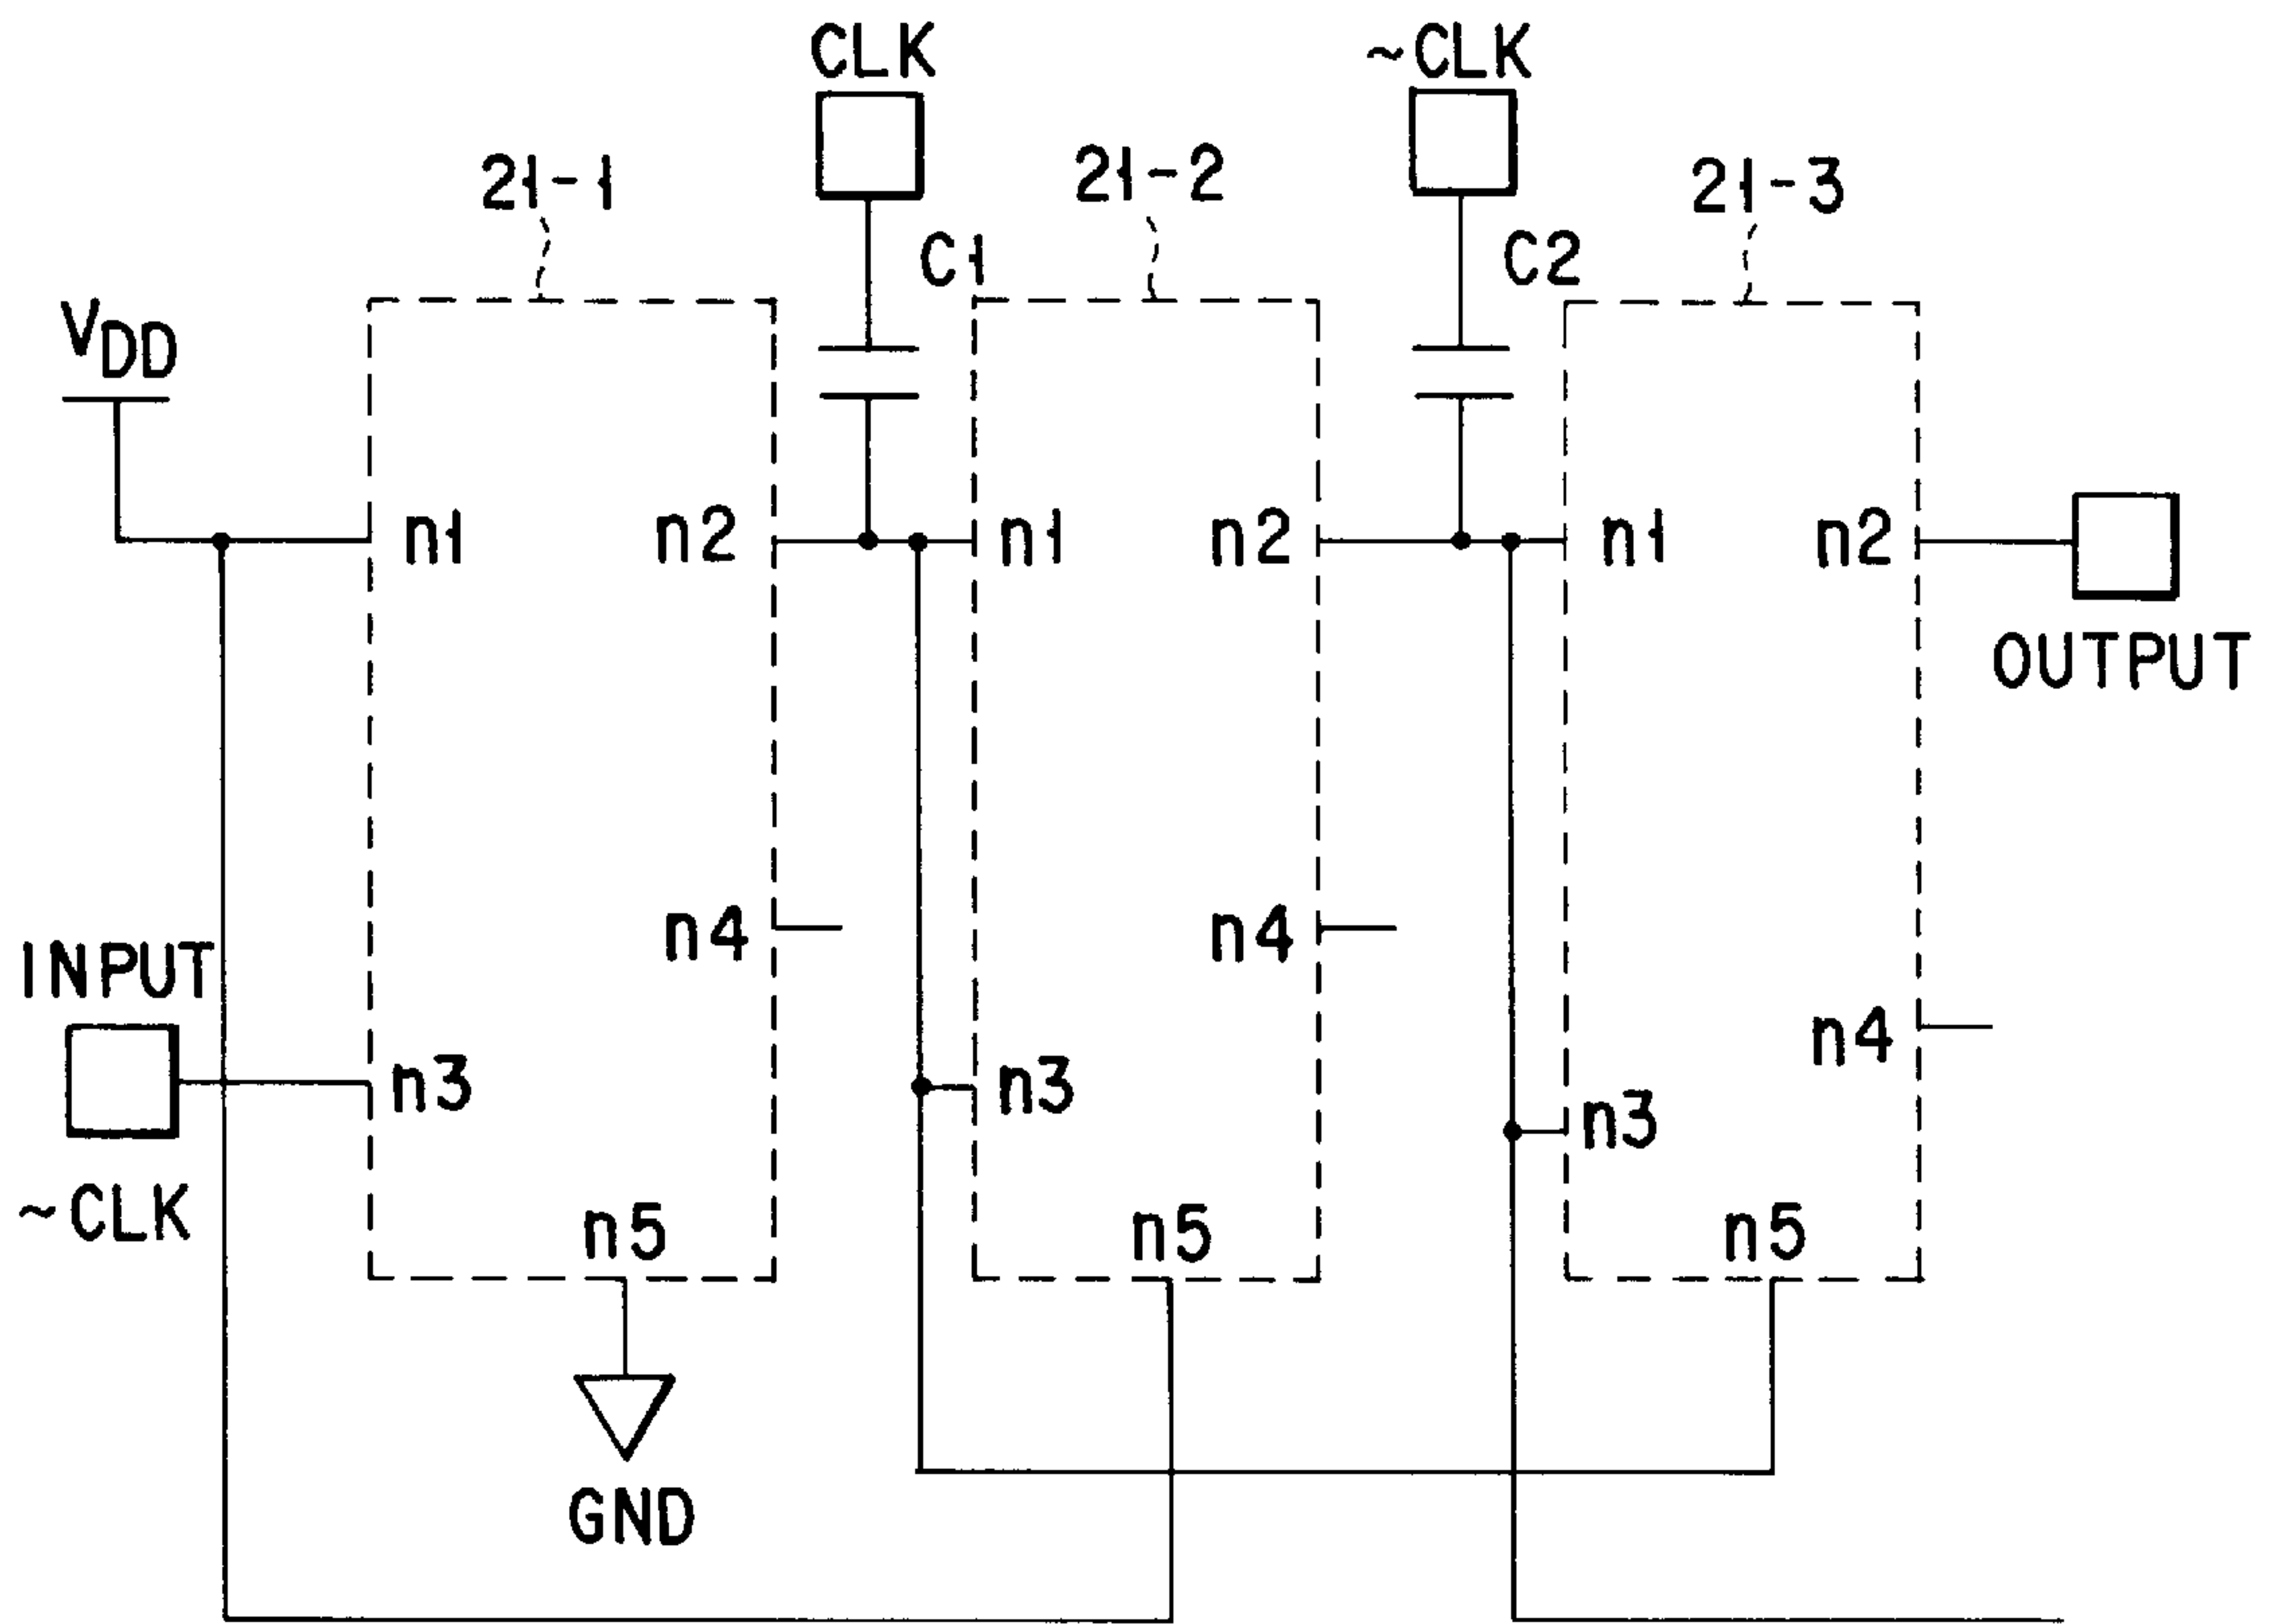 CLK
~CLK
21-1
21-2
21-3
C1
C2
VDD
n1
n2
n1
n2
n1
n2
OUTPUT
n4
n4
n4
INPUT
n3
n3
n3
~CLK
n5
n5
n5
GND